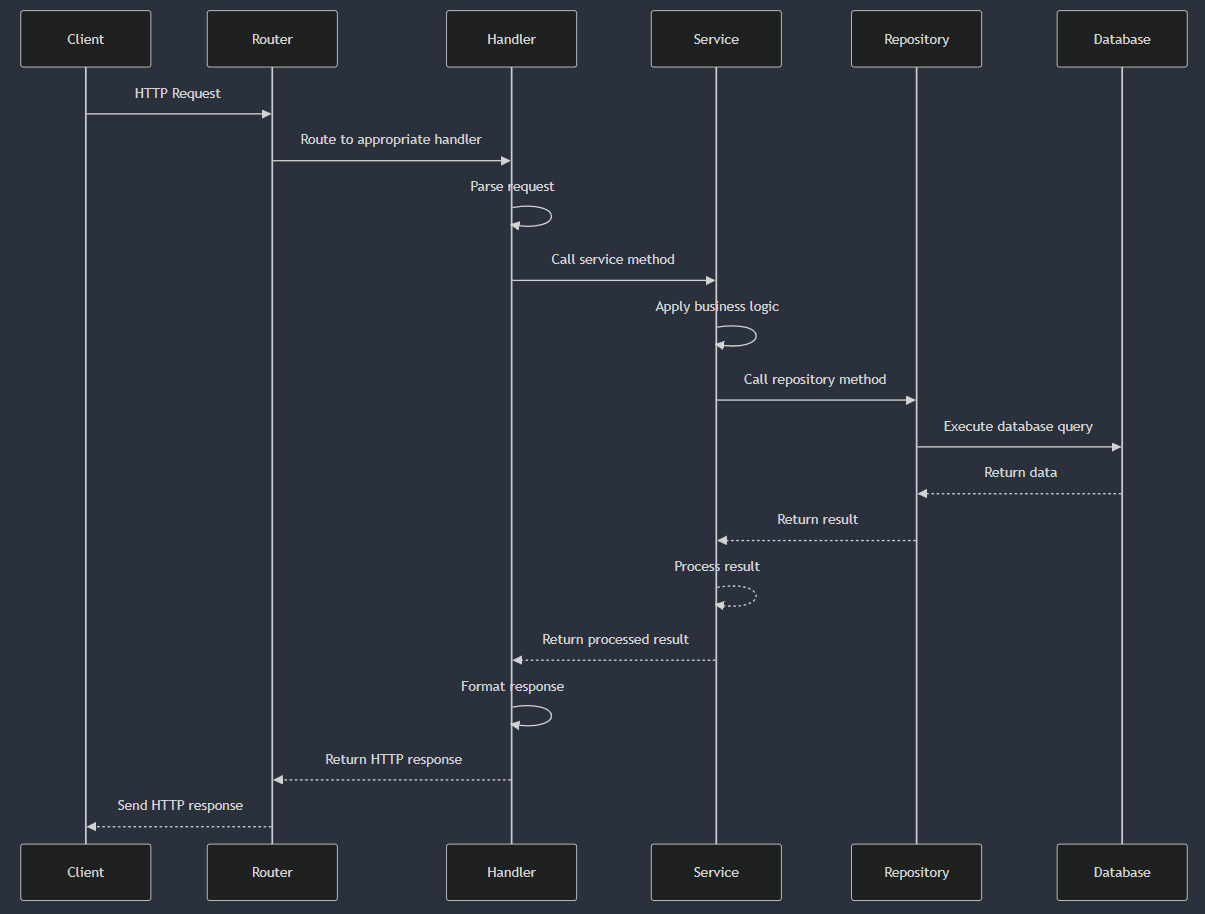 Client
Router
Handler
Service
Repository
Database
HTTP Request
Route to appropriate handler
Parse request
Call service method
Apply business logic
Call repository method
Execute database query
Return data
Return result
Process result
Return processed result
Format response
Return HTTP response
Send HTTP response
Client
Router
Handler
Service
Repository
Database